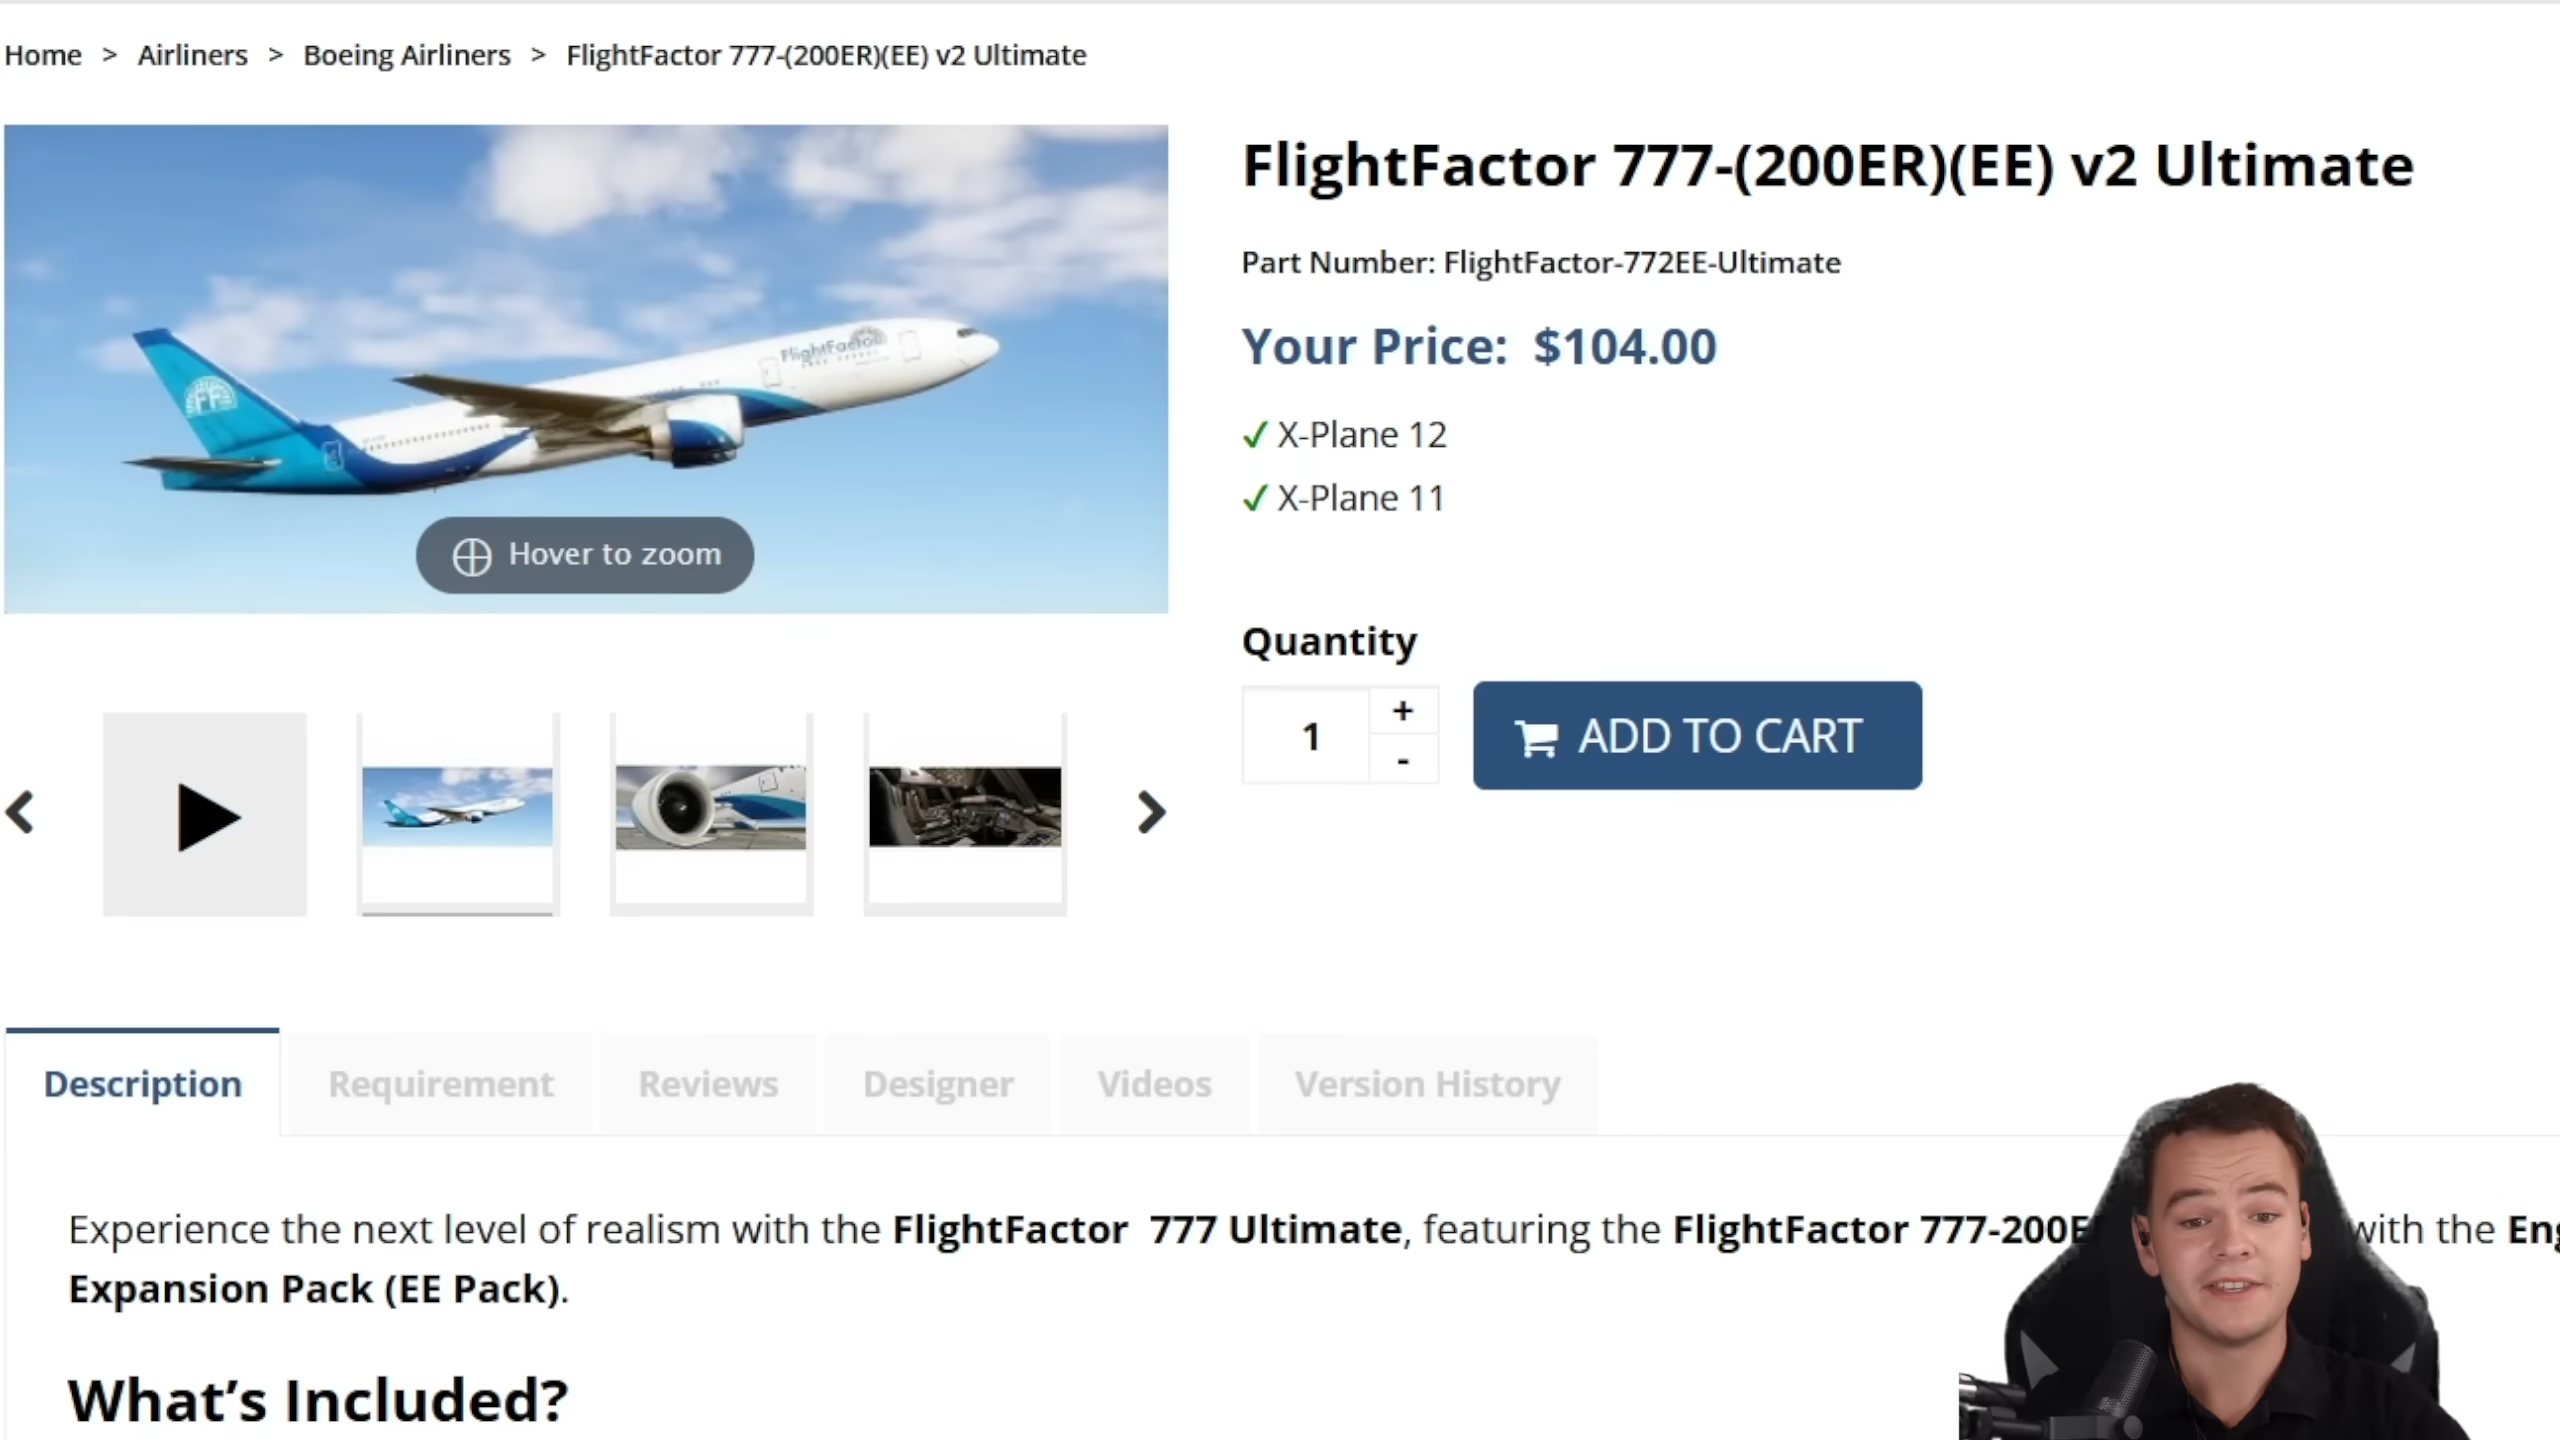 Home > Airliners > Boeing Airliners > FlightFactor 777-(200ER)(EE) v2 Ultimate
FlightFactor
Hover to zoom
FlightFactor 777-(200ER)(EE) v2 Ultimate
Part Number: FlightFactor-772EE-Ultimate
Your Price: $104.00
✓ X-Plane 12
✓ X-Plane 11
Quantity
1 + -
ADD TO CART
Description Requirement Reviews Designer Videos Version History
Experience the next level of realism with the FlightFactor 777 Ultimate, featuring the FlightFactor 777-200E with the Eng
Expansion Pack (EE Pack).
What's Included?